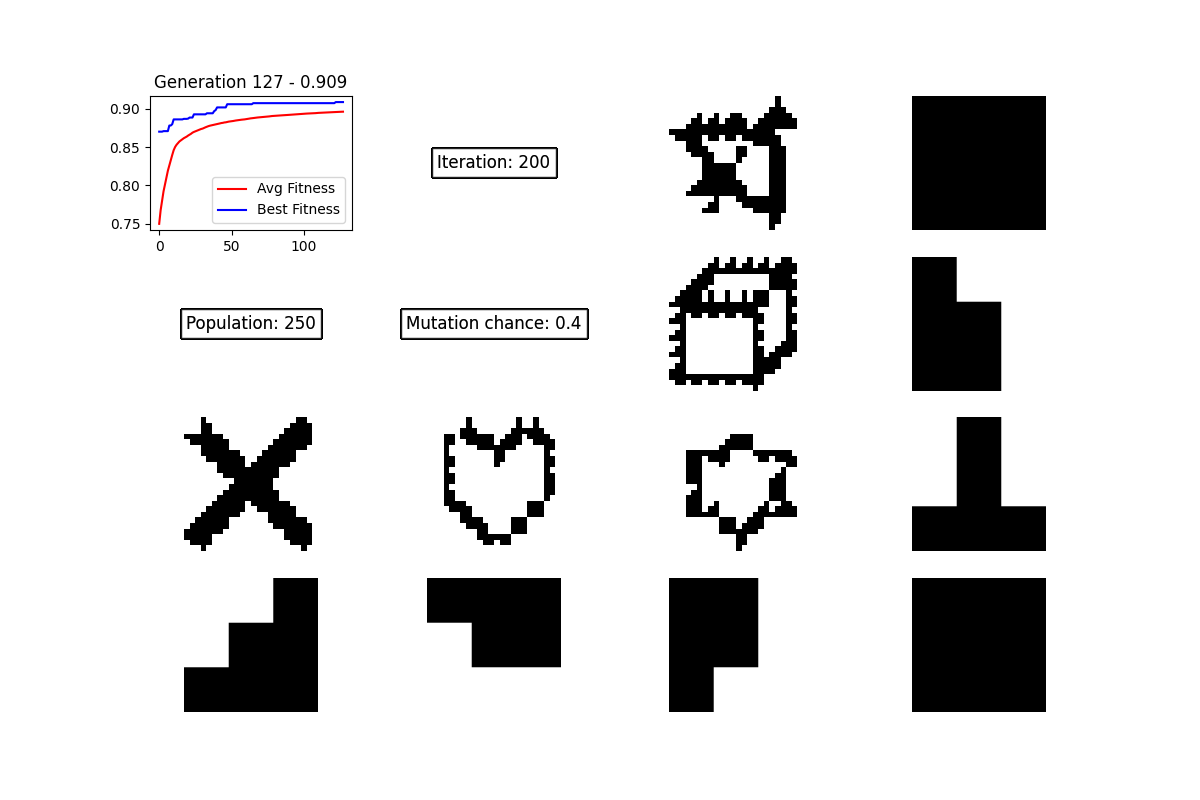 Generation 127 - 0.909
0.90
0.85
0.80
0.75
Avg Fitness
Best Fitness
0 50 100
Iteration: 200
Population: 250
Mutation chance: 0.4